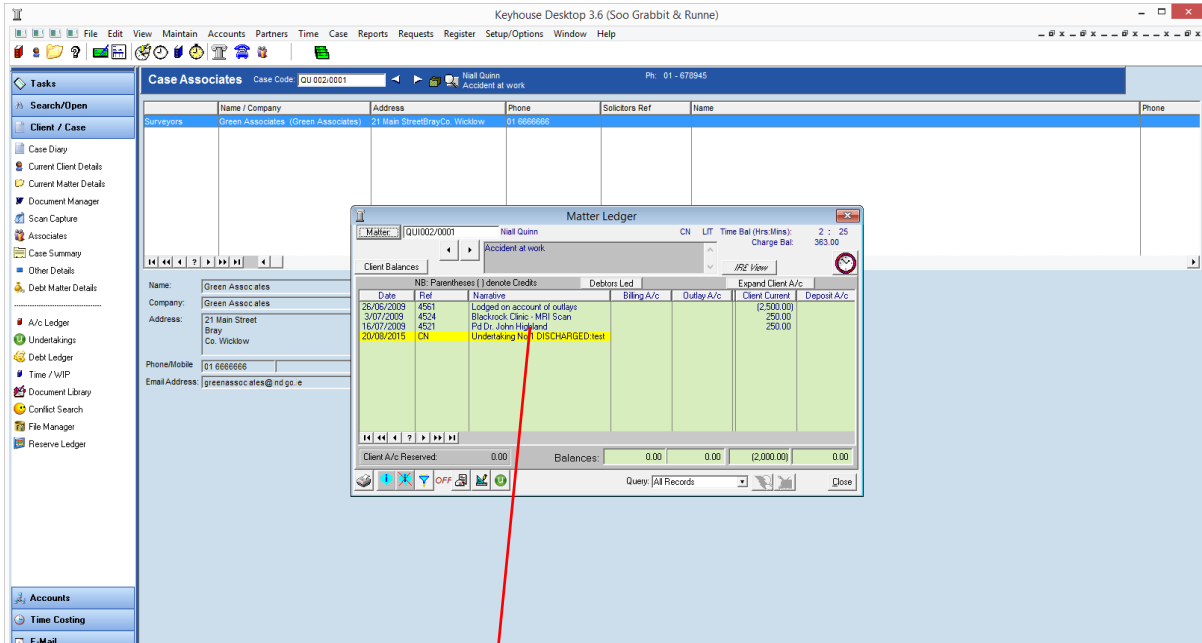 Keyhouse Desktop 3.6 (Soo Grabbit & Runne)
File Edit View Maintain Accounts Partners Time Case Reports Requests Register Setup/Options Window Help
Tasks
Search/Open
Client / Case
Case Diary
Current Client Details
Current Matter Details
Document Manager
Scan Capture
Associates
Case Summary
Other Details
Debt Matter Details
A/c Ledger
Undertakings
Debt Ledger
Time / WIP
Document Library
Conflict Search
File Manager
Reserve Ledger
Accounts
Time Costing
E-Mail
Case Associates Case Code: QUI002/0001 Niall Quinn Ph: 01 - 678945
Accident at work
Name / Company Address Phone Solicitors Ref Name Phone
Surveyors Green Associates (Green Associates) 21 Main StreetBrayCo. Wicklow 01 6666666
Name: Green Associates
Company: Green Associates
Address: 21 Main Street
Bray
Co. Wicklow
Phone/Mobile 01 6666666
Email Address:
Matter Ledger
Matter: QUI002/0001 Niall Quinn CN LIT Time Bal (Hrs:Mins): 2 : 25
Charge Bal: 363.00
Accident at work
Client Balances IR£ View
NB: Parentheses ( ) denote Credits Debtors Led Expand Client A/c
Date Ref Narrative Billing A/c Outlay A/c Client Current Deposit A/c
26/06/2009 4561 Lodged on account of outlays (2,500.00)
3/07/2009 4524 Blackrock Clinic - MRI Scan 250.00
16/07/2009 4521 Pd Dr. John Highland 250.00
20/08/2015 CN Undertaking No 1 DISCHARGED:test
Client A/c Reserved: 0.00 Balances: 0.00 0.00 (2,000.00) 0.00
OFF Query: All Records Close